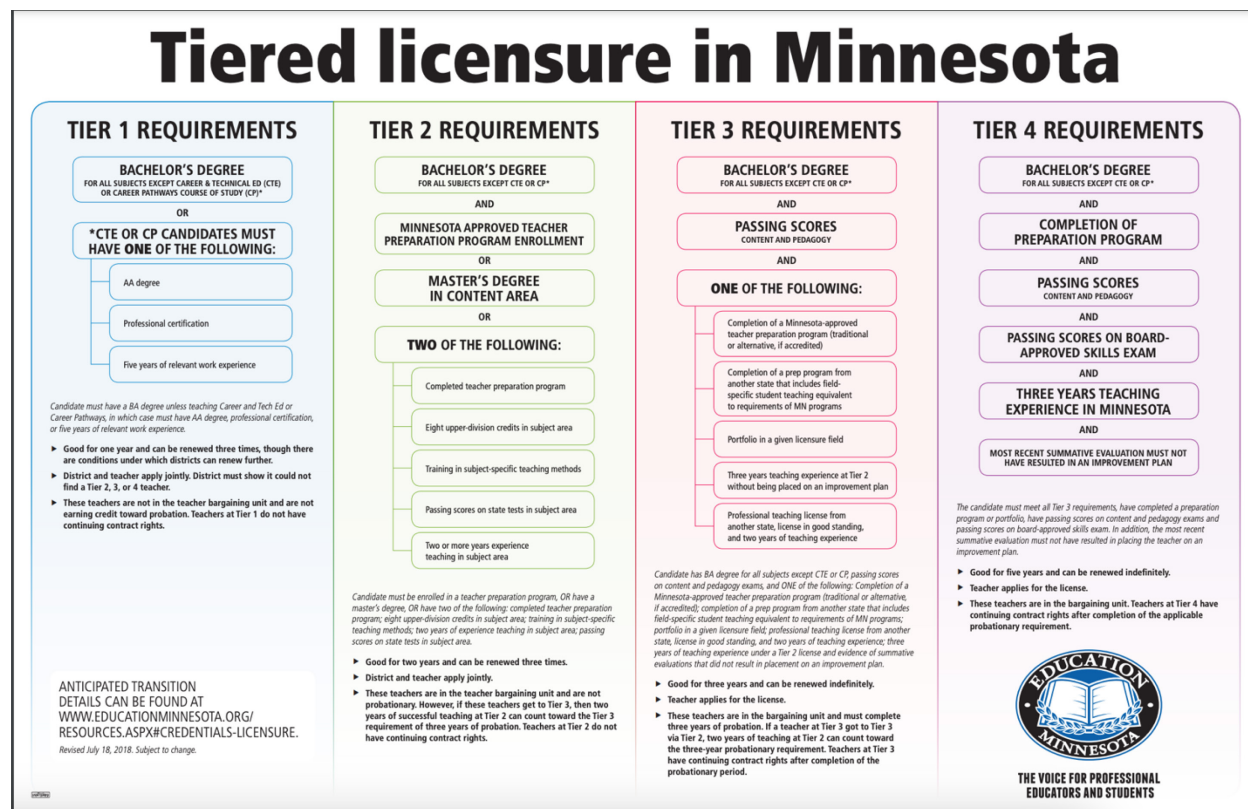 Tiered licensure in Minnesota
TIER 1 REQUIREMENTS
BACHELOR'S DEGREE
FOR ALL SUBJECTS EXCEPT CAREER & TECHNICAL ED (CTE)
OR CAREER PATHWAYS COURSE OF STUDY (CP)*
OR
*CTE OR CP CANDIDATES MUST
HAVE ONE OF THE FOLLOWING:
AA degree
Professional certification
Five years of relevant work experience
Candidate must have a BA degree unless teaching Career and Tech Ed or
Career Pathways, in which case must have AA degree, professional certification,
or five years of relevant work experience.
► Good for one year and can be renewed three times, though there
are conditions under which districts can renew further.
► District and teacher apply jointly. District must show it could not
find a Tier 2, 3, or 4 teacher.
► These teachers are not in the teacher bargaining unit and are not
earning credit toward probation. Teachers at Tier 1 do not have
continuing contract rights.
ANTICIPATED TRANSITION
DETAILS CAN BE FOUND AT
WWW.EDUCATIONMINNESOTA.ORG/
RESOURCES.ASPX#CREDENTIALS-LICENSURE.
Revised July 18, 2018. Subject to change.
TIER 2 REQUIREMENTS
BACHELOR'S DEGREE
FOR ALL SUBJECTS EXCEPT CTE OR CP*
AND
MINNESOTA APPROVED TEACHER
PREPARATION PROGRAM ENROLLMENT
OR
MASTER'S DEGREE
IN CONTENT AREA
OR
TWO OF THE FOLLOWING:
Completed teacher preparation program
Eight upper-division credits in subject area
Training in subject-specific teaching methods
Passing scores on state tests in subject area
Two or more years experience
teaching in subject area
Candidate must be enrolled in a teacher preparation program, OR have a
master's degree, OR have two of the following: completed teacher preparation
program; eight upper-division credits in subject area; training in subject-specific
teaching methods; two years of experience teaching in subject area; passing
scores on state tests in subject area.
► Good for two years and can be renewed three times.
► District and teacher apply jointly.
► These teachers are in the teacher bargaining unit and are not
probationary. However, if these teachers get to Tier 3, then two
years of successful teaching at Tier 2 can count toward the Tier 3
requirement of three years of probation. Teachers at Tier 2 do not
have continuing contract rights.
TIER 3 REQUIREMENTS
BACHELOR'S DEGREE
FOR ALL SUBJECTS EXCEPT CTE OR CP*
AND
PASSING SCORES
CONTENT AND PEDAGOGY
AND
ONE OF THE FOLLOWING:
Completion of a Minnesota-approved
teacher preparation program (traditional
or alternative, if accredited)
Completion of a prep program from
another state that includes field-
specific student teaching equivalent
to requirements of MN programs
Portfolio in a given licensure field
Three years teaching experience at Tier 2
without being placed on an improvement plan
Professional teaching license from
another state, license in good standing,
and two years of teaching experience
Candidate has BA degree for all subjects except CTE or CP, passing scores
on content and pedagogy exams, and ONE of the following: Completion of a
Minnesota-approved teacher preparation program (traditional or alternative,
if accredited); completion of a prep program from another state that includes
field-specific student teaching equivalent to requirements of MN programs;
portfolio in a given licensure field; professional teaching license from another
state, license in good standing, and two years of teaching experience; three
years of teaching experience under a Tier 2 license and evidence of summative
evaluations that did not result in placement on an improvement plan.
► Good for three years and can be renewed indefinitely.
► Teacher applies for the license.
► These teachers are in the bargaining unit and must complete
three years of probation. If a teacher got to Tier 3 got to Tier 3
via Tier 2, two years of teaching at Tier 2 can count toward
the three-year probationary requirement. Teachers at Tier 3
have continuing contract rights after completion of the
probationary period.
TIER 4 REQUIREMENTS
BACHELOR'S DEGREE
FOR ALL SUBJECTS EXCEPT CTE OR CP*
AND
COMPLETION OF
PREPARATION PROGRAM
AND
PASSING SCORES
CONTENT AND PEDAGOGY
AND
PASSING SCORES ON BOARD-
APPROVED SKILLS EXAM
AND
THREE YEARS TEACHING
EXPERIENCE IN MINNESOTA
AND
MOST RECENT SUMMATIVE EVALUATION MUST NOT
HAVE RESULTED IN AN IMPROVEMENT PLAN
The candidate must meet all Tier 3 requirements, have completed a preparation
program or portfolio, have passing scores on content and pedagogy exams and
passing scores on board-approved skills exam. In addition, the most recent
summative evaluation must not have resulted in placing the teacher on an
improvement plan.
► Good for five years and can be renewed indefinitely.
► Teacher applies for the license.
► These teachers are in the bargaining unit. Teachers at Tier 4 have
continuing contract rights after completion of the applicable
probationary requirement.
EDUCATION
MINNESOTA
THE VOICE FOR PROFESSIONAL
EDUCATORS AND STUDENTS